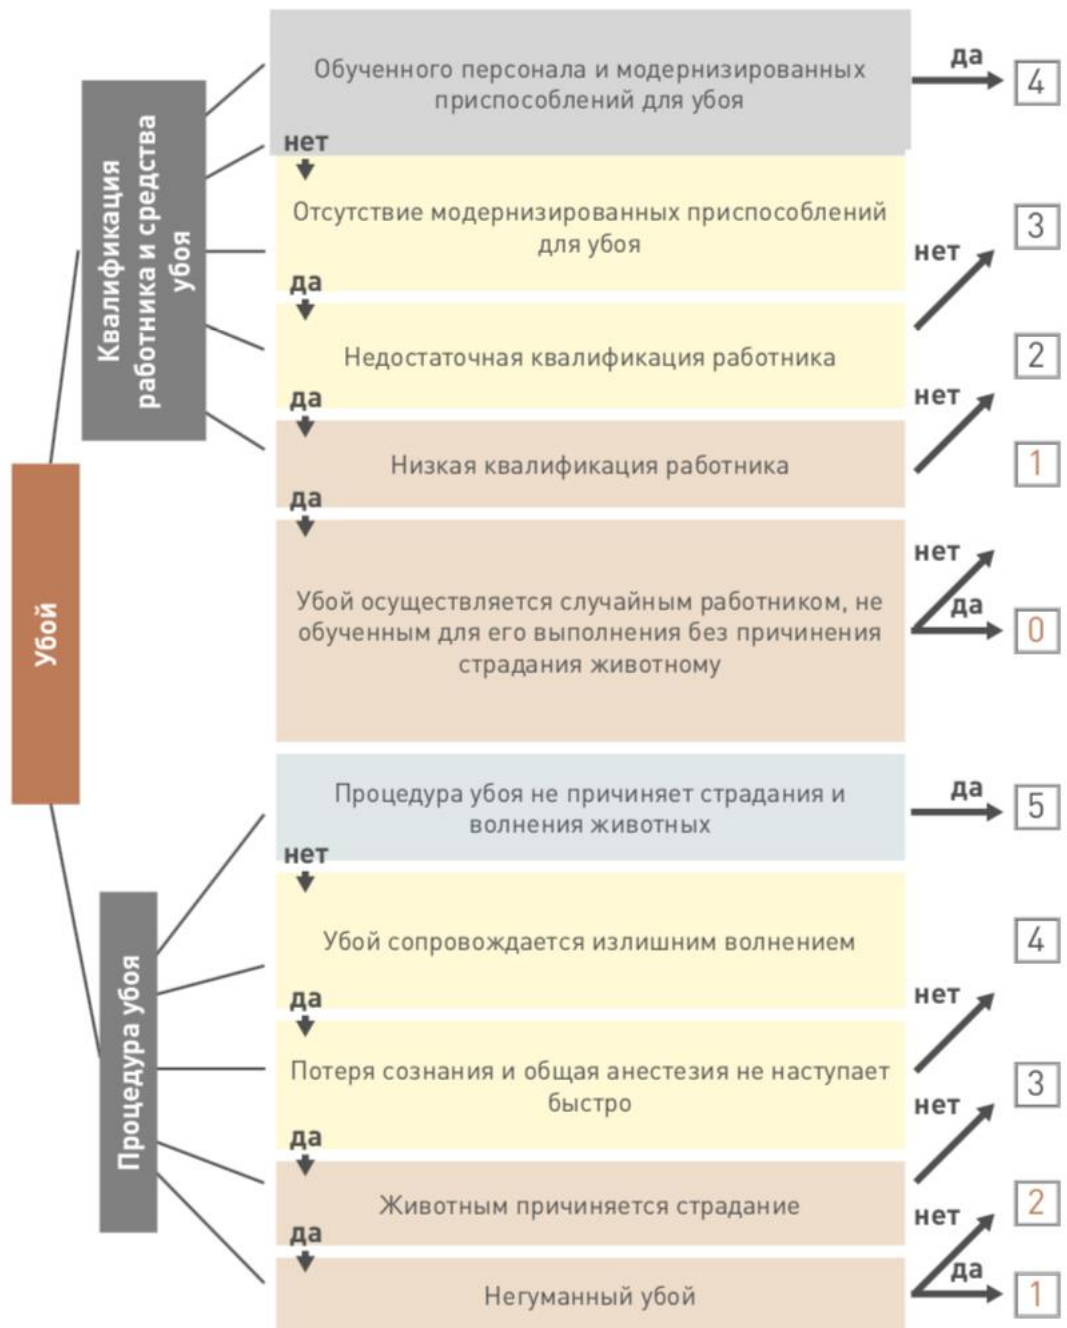 Убой
Квалификация
работника и средства
убоя
Обученного персонала и модернизированных
приспособлений для убоя
да
4
нет
Отсутствие модернизированных приспособлений
для убоя
3
нет
да
Недостаточная квалификация работника
2
нет
да
Низкая квалификация работника
1
да
нет
Убой осуществляется случайным работником, не
обученным для его выполнения без причинения
страдания животному
да
0
Процедура убоя
Процедура убоя не причиняет страдания и
волнения животных
да
5
нет
Убой сопровождается излишним волнением
4
нет
да
Потеря сознания и общая анестезия не наступает
быстро
3
нет
да
Животным причиняется страдание
2
нет
да
Негуманный убой
да
1